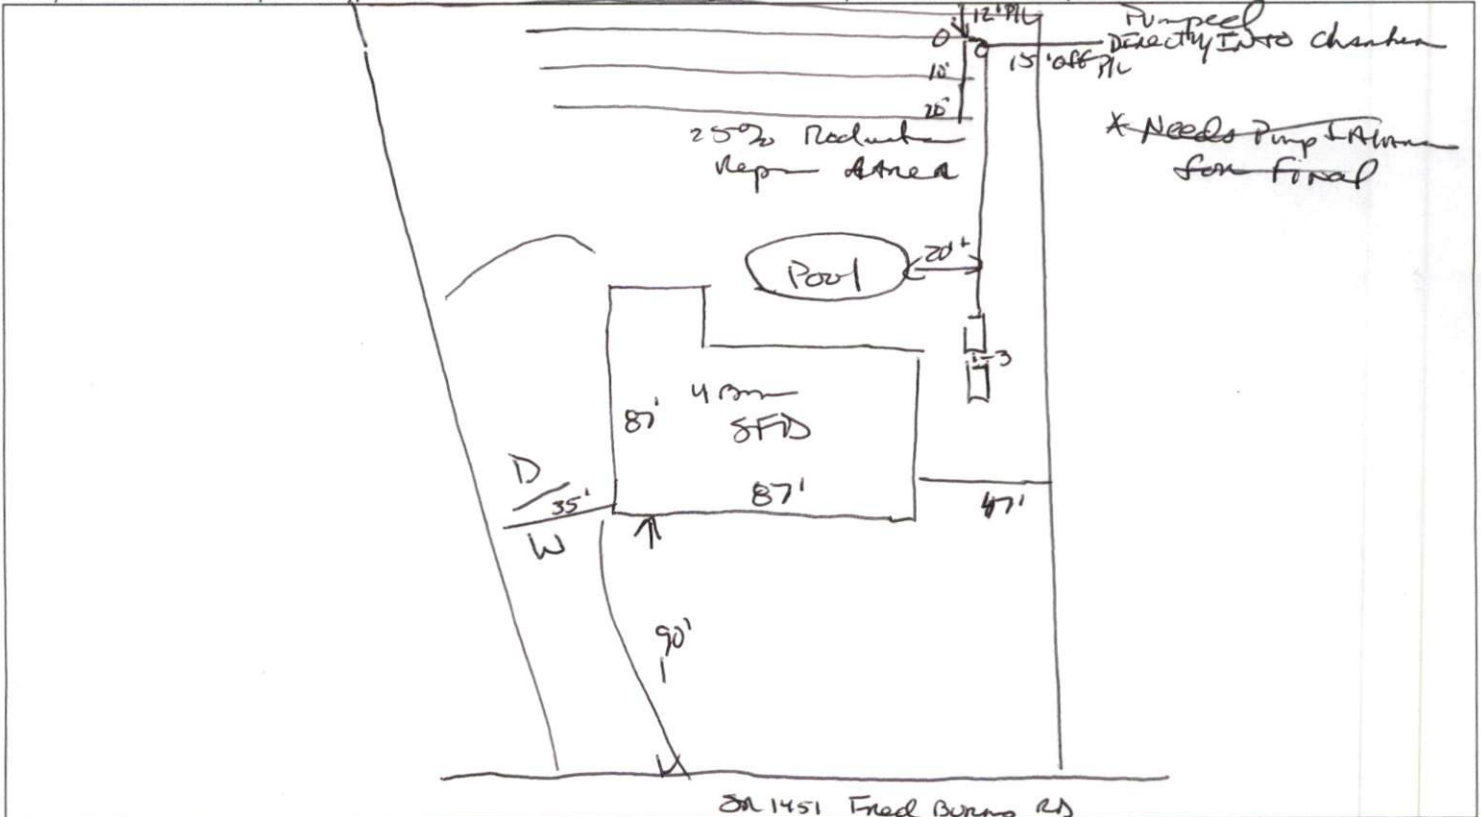 12' P/L
Pumped
0'
Directly INTO Chamber
15' OFF P/L
10'
20'
25% Reduction
Repair Area
* Needs Pump + Alarm
for Final
Pool
20'+
87'
4 Bdrm
SFD
87'
47'
D
35'
W
90'
SR 1451 Fred Burns RD